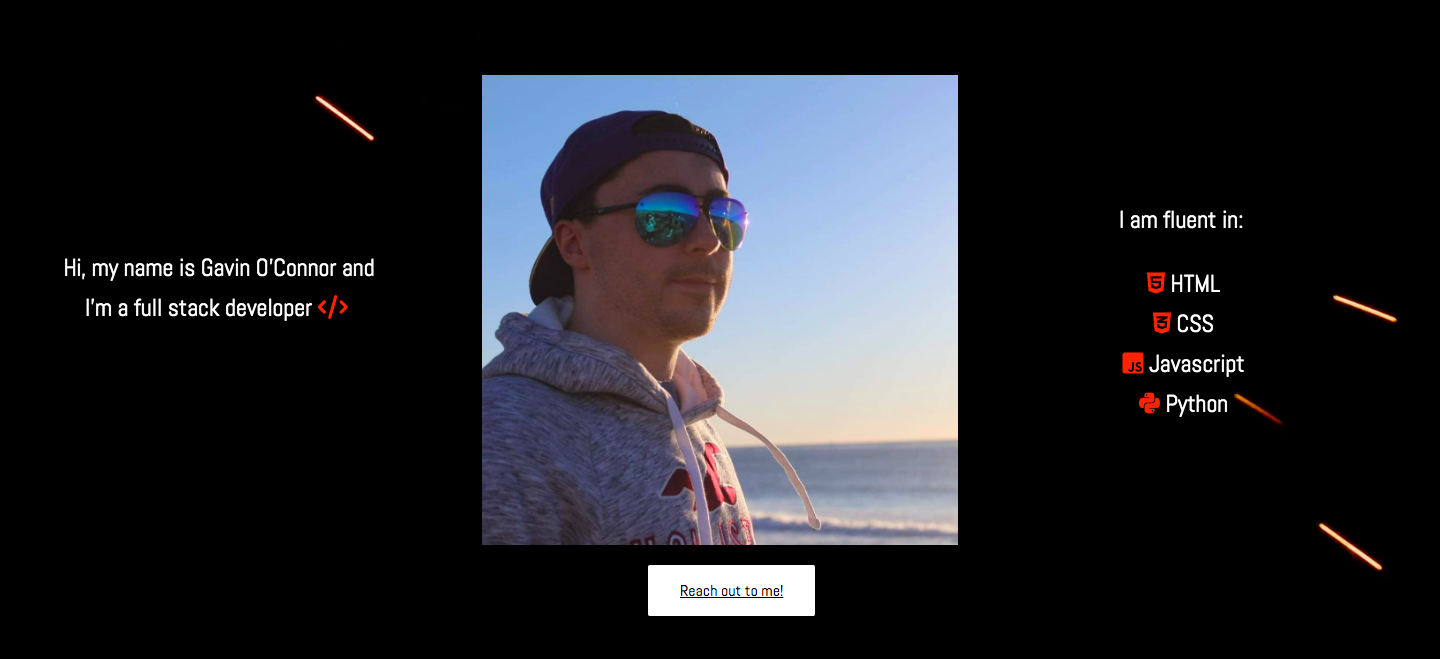 Hi, my name is Gavin O'Connor and
I'm a full stack developer </>
I am fluent in:
HTML
CSS
JS Javascript
Python
Reach out to me!